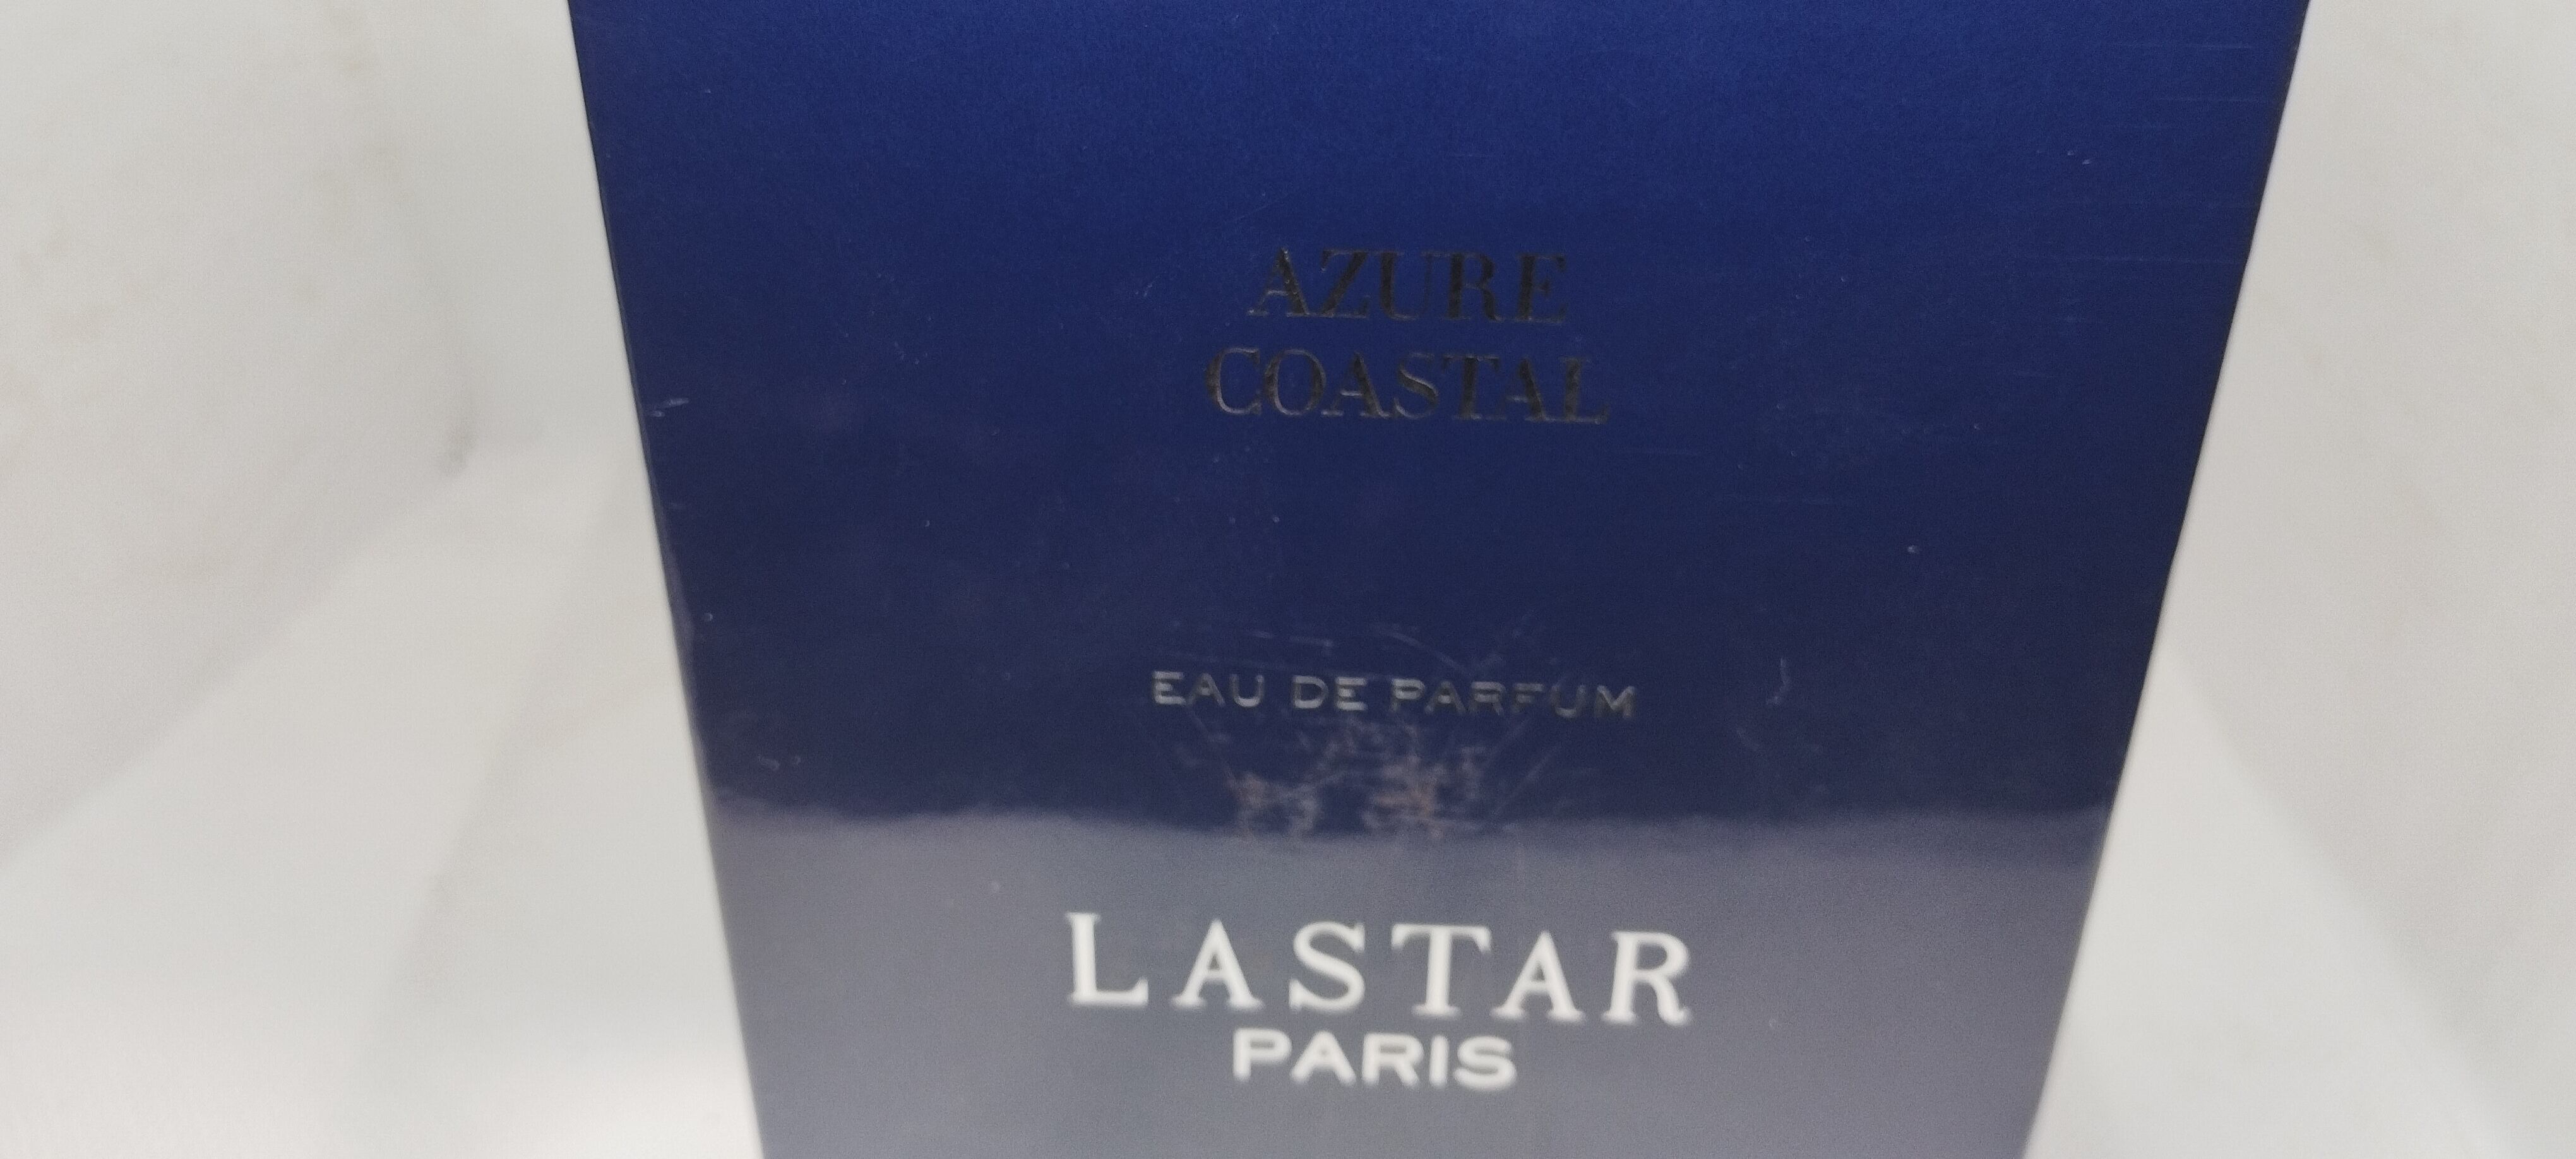 AZURE
COASTAL
EAU DE PARFUM
LASTAR
PARIS